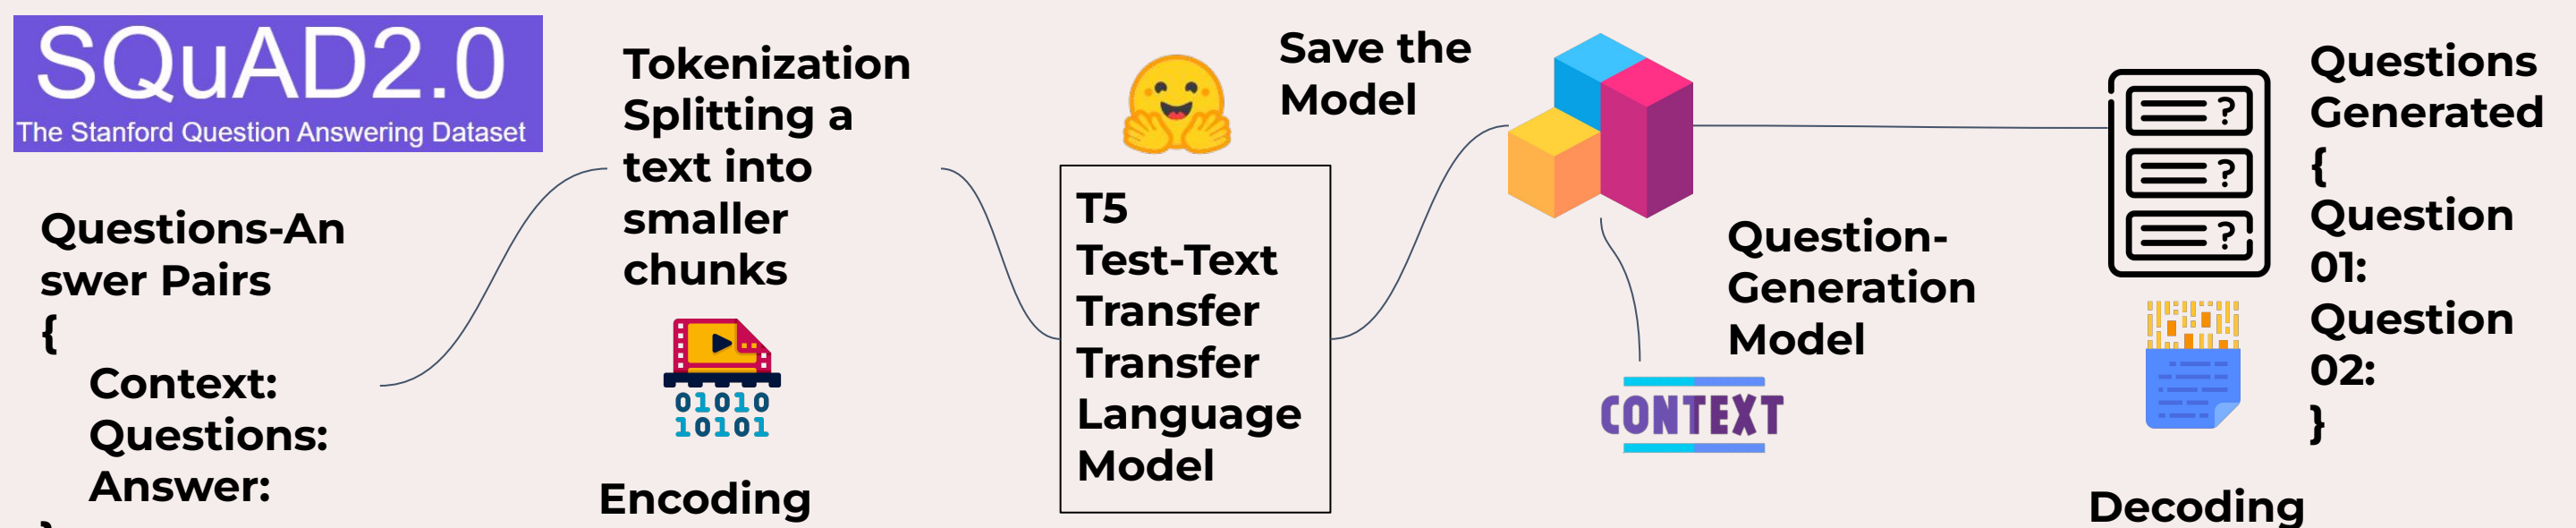 SQuAD2.0
The Stanford Question Answering Dataset
Questions-An
swer Pairs
{
Context:
Questions:
Answer:
}
Tokenization
Splitting a
text into
smaller
chunks
01010
10101
Encoding
T5
Test-Text
Transfer
Transfer
Language
Model
Save the
Model
Question-
Generation
Model
CONTEXT
?
?
?
Decoding
Questions
Generated
{
Question
01:
Question
02:
}